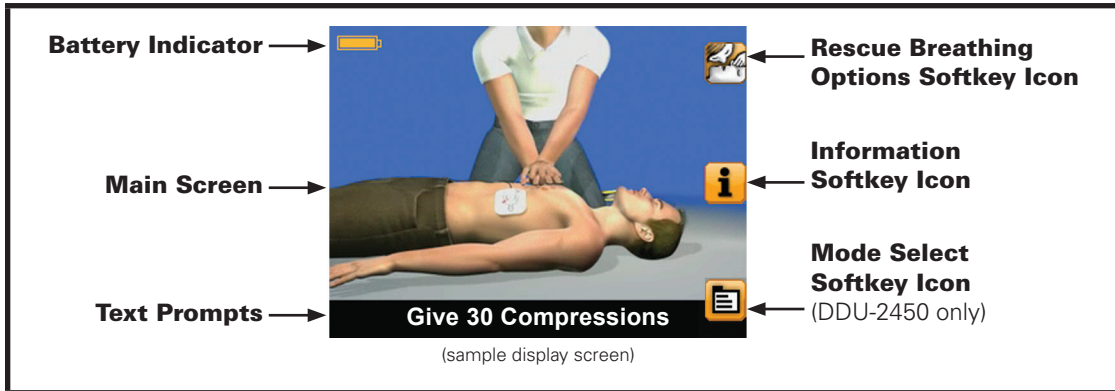 Battery Indicator
Main Screen
Text Prompts
Rescue Breathing
Options Softkey Icon
Information
Softkey Icon
Mode Select
Softkey Icon
(DDU-2450 only)
Give 30 Compressions
(sample display screen)